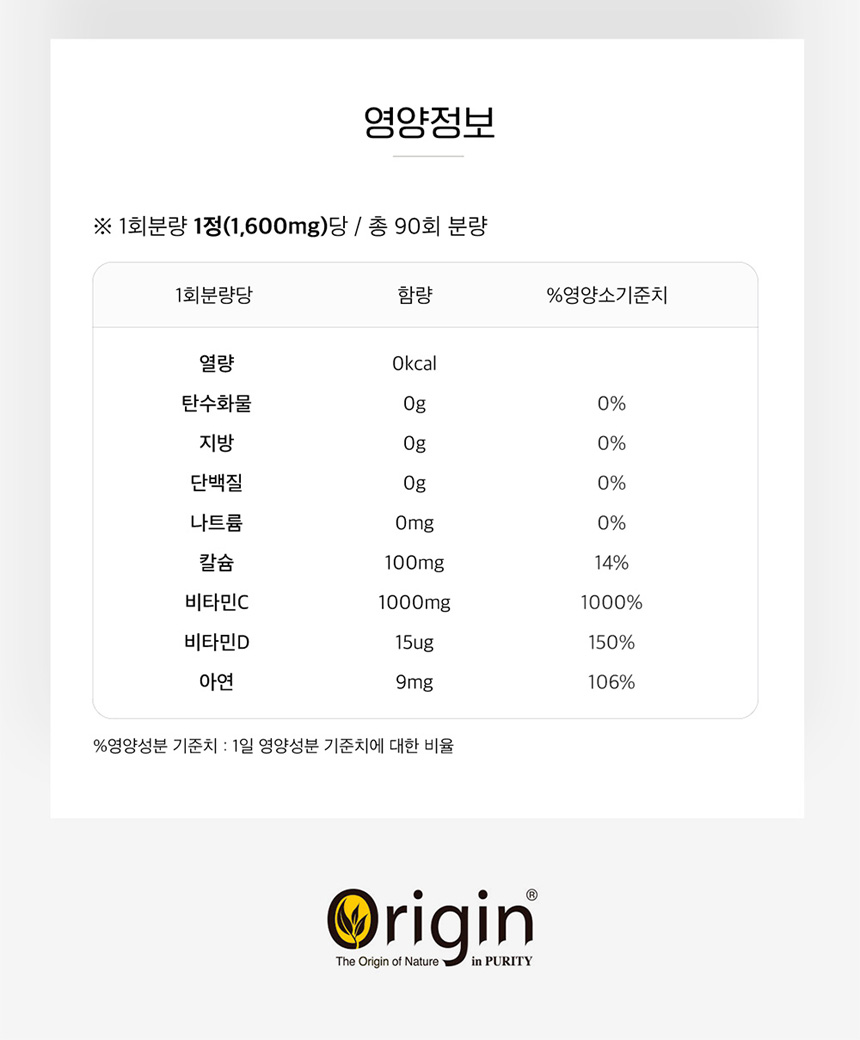 영양정보
※ 1회분량 1정(1,600mg)당 / 총 90회 분량
1회분량당 함량 %영양소기준치
열량 0kcal
탄수화물 0g 0%
지방 0g 0%
단백질 0g 0%
나트륨 0mg 0%
칼슘 100mg 14%
비타민C 1000mg 1000%
비타민D 15ug 150%
아연 9mg 106%
%영양성분 기준치 : 1일 영양성분 기준치에 대한 비율
Origin®
The Origin of Nature in PURITY